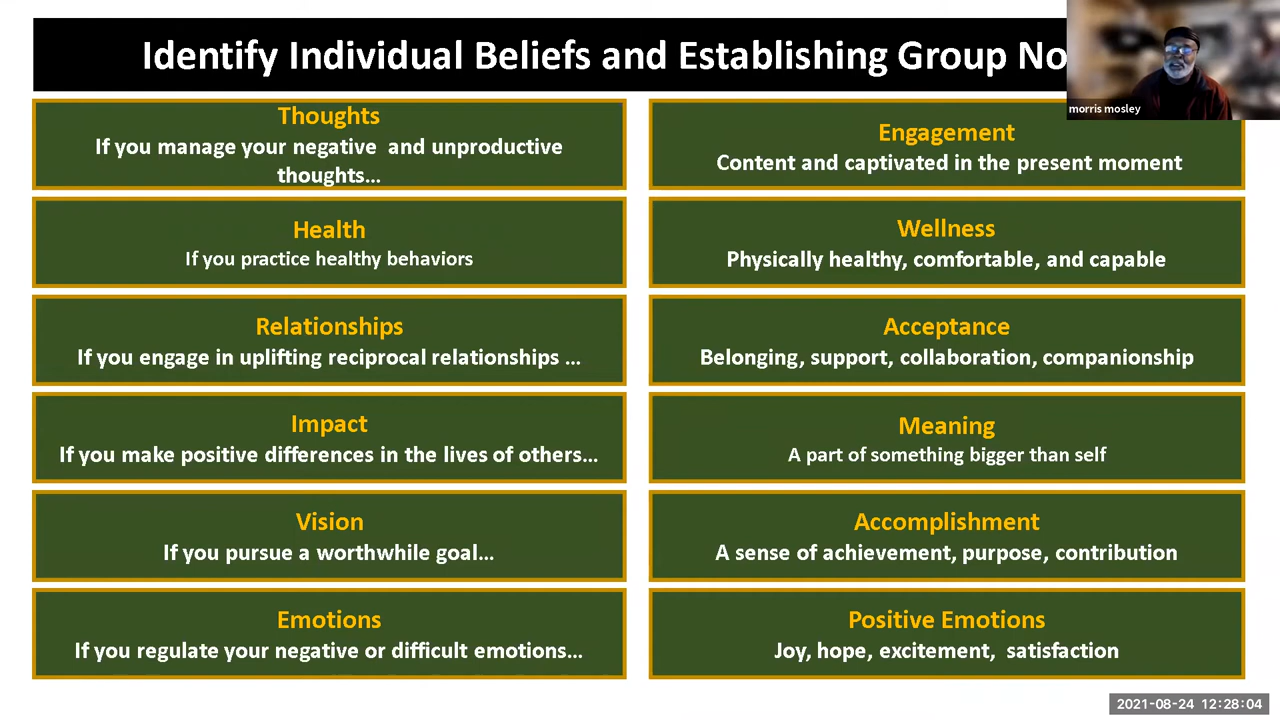 Identify Individual Beliefs and Establishing Group No
morris mosley
Thoughts
If you manage your negative and unproductive
thoughts...
Engagement
Content and captivated in the present moment
Health
If you practice healthy behaviors
Wellness
Physically healthy, comfortable, and capable
Relationships
If you engage in uplifting reciprocal relationships ...
Acceptance
Belonging, support, collaboration, companionship
Impact
If you make positive differences in the lives of others...
Meaning
A part of something bigger than self
Vision
If you pursue a worthwhile goal...
Accomplishment
A sense of achievement, purpose, contribution
Emotions
If you regulate your negative or difficult emotions...
Positive Emotions
Joy, hope, excitement, satisfaction
2021-08-24 12:28:04